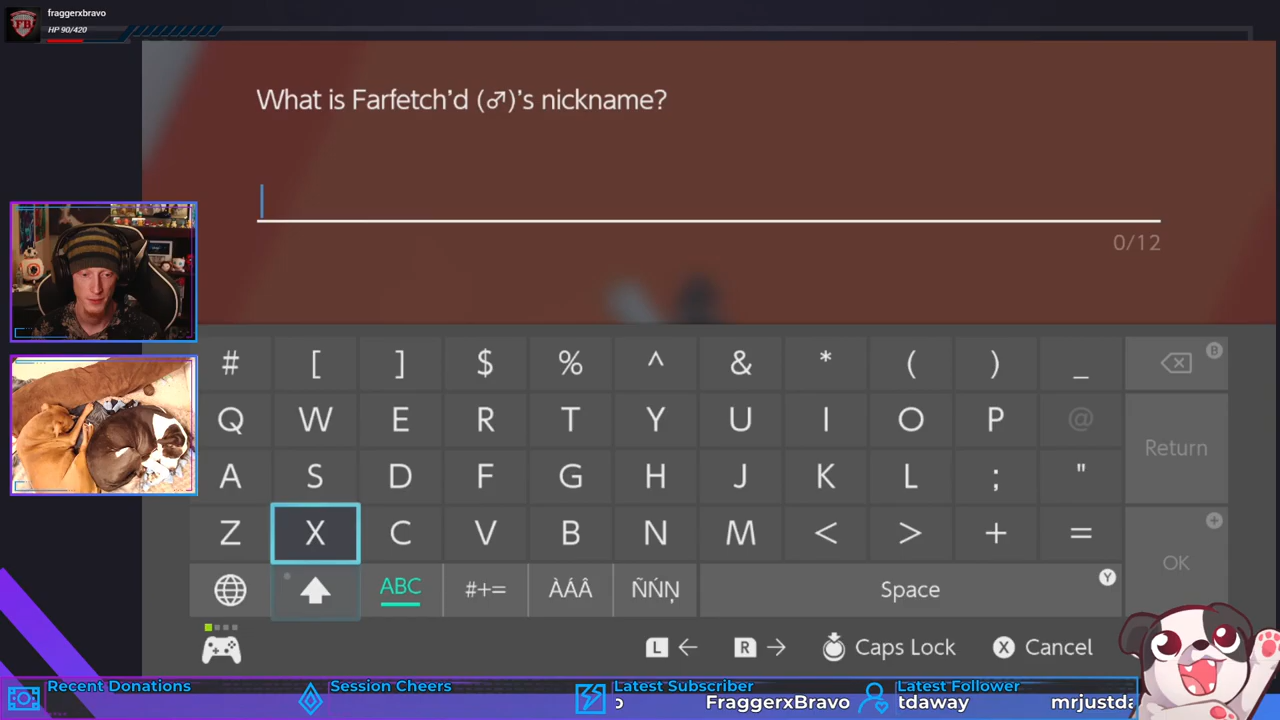 fraggerxbravo
HP 90/420
What is Farfetch’d (♂)’s nickname?
0/12
# [ ] $ % ^ & * ( ) _ B
Q W E R T Y U I O P @ Return
A S D F G H J K L ; "
Z X C V B N M < > + = OK
ABC #+= ÀÁÂ ÑŃŅ Space Y
L ← R → Caps Lock X Cancel
Recent Donations Session Cheers Latest Subscriber Latest Follower
o FraggerxBravo tdaway mrjustda